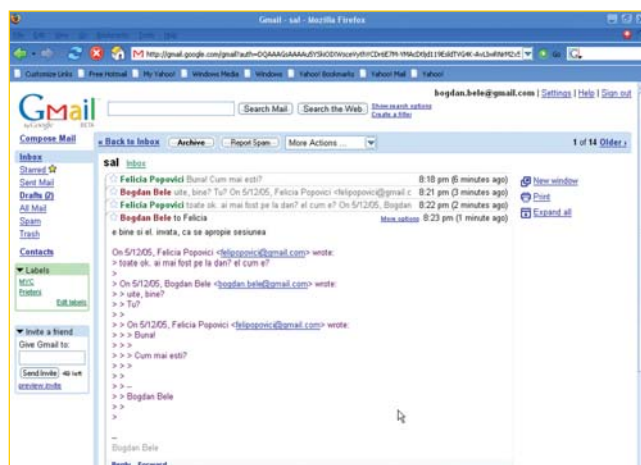 Gmail - sal - Mozilla Firefox
Customize Links Free Hotmail My Yahoo! Windows Media Windows Yahoo! Bookmarks Yahoo! Mail Yahoo!
bogdan.bele@gmail.com | Settings | Help | Sign out
Gmail
by Google BETA
Search Mail Search the Web Show search options
Create a filter
Compose Mail
« Back to Inbox Archive Report Spam More Actions ... 1 of 14 Older ›
Inbox
Starred
Sent Mail
Drafts (2)
All Mail
Spam
Trash
Contacts
Labels
MYC
Printers
Edit labels
Invite a friend
Give Gmail to:
Send Invite 49 left
preview invite
sal Inbox
Felicia Popovici Buna! Cum mai esti? 8:18 pm (6 minutes ago)
Bogdan Bele uite, bine? Tu? On 5/12/05, Felicia Popovici <felipopovici@gmail.c 8:21 pm (3 minutes ago)
Felicia Popovici toate ok. ai mai fost pe la dan? el cum e? On 5/12/05, Bogdan 8:22 pm (2 minutes ago)
Bogdan Bele to Felicia More options 8:23 pm (1 minute ago)
e bine si el. invata, ca se apropie sesiunea
On 5/12/05, Felicia Popovici <felipopovici@gmail.com> wrote:
> toate ok. ai mai fost pe la dan? el cum e?
>
> On 5/12/05, Bogdan Bele <bogdan.bele@gmail.com> wrote:
> > uite, bine?
> > Tu?
> >
> > On 5/12/05, Felicia Popovici <felipopovici@gmail.com> wrote:
> > > Buna!
> > >
> > > Cum mai esti?
> > >
> >
> > --
> > Bogdan Bele
> >
>
--
Bogdan Bele
Reply Forward
New window
Print
Expand all